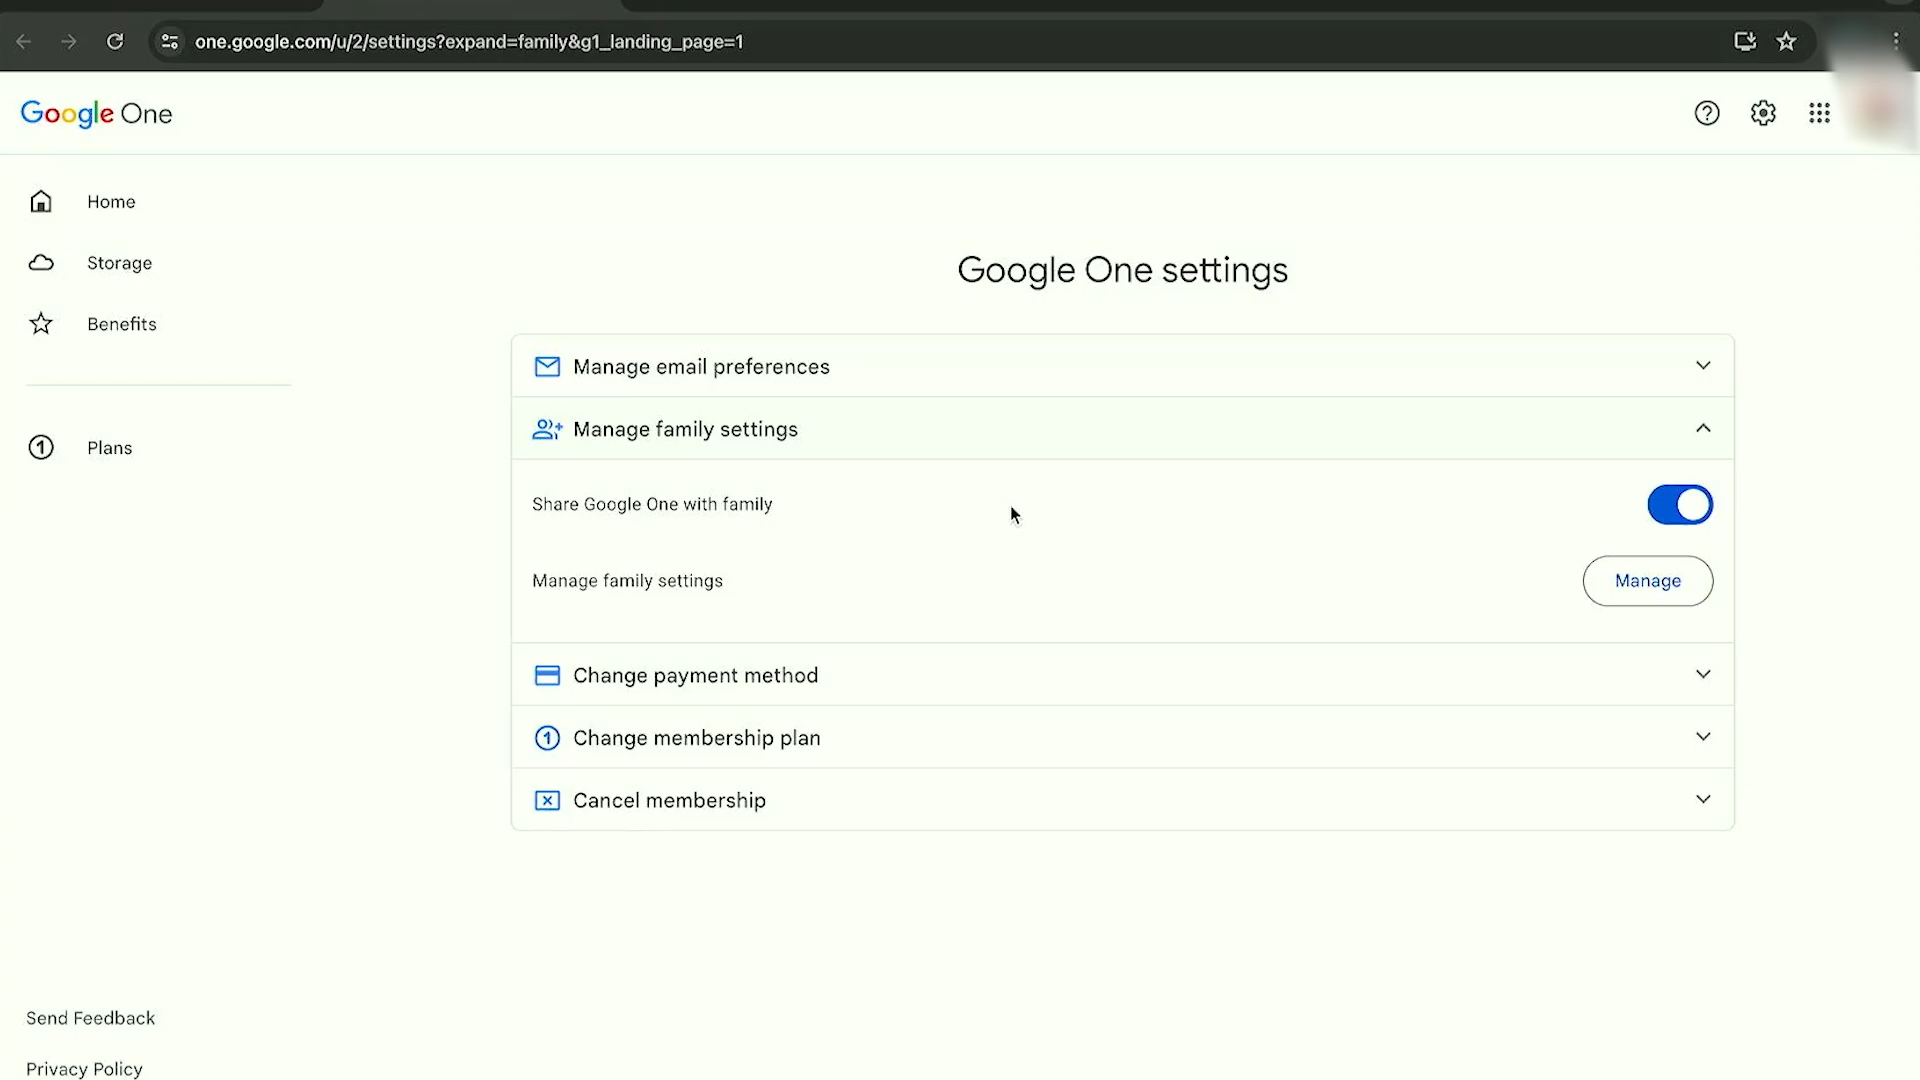 one.google.com/u/2/settings?expand=family&g1_landing_page=1
Google One
Home
Storage
Benefits
Plans
Google One settings
Manage email preferences
Manage family settings
Share Google One with family
Manage family settings
Manage
Change payment method
Change membership plan
Cancel membership
Send Feedback
Privacy Policy